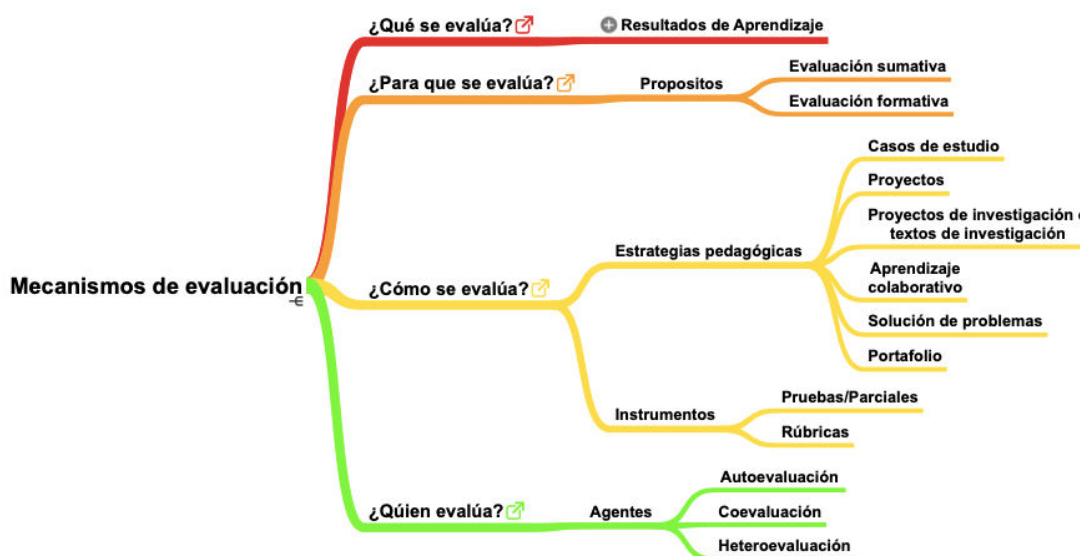 ¿Qué se evalúa?
Resultados de Aprendizaje
¿Para que se evalúa?
Propositos
Evaluación sumativa
Evaluación formativa
Mecanismos de evaluación
¿Cómo se evalúa?
Estrategias pedagógicas
Casos de estudio
Proyectos
Proyectos de investigación
textos de investigación
Aprendizaje
colaborativo
Solución de problemas
Portafolio
Instrumentos
Pruebas/Parciales
Rúbricas
¿Qúien evalúa?
Agentes
Autoevaluación
Coevaluación
Heteroevaluación